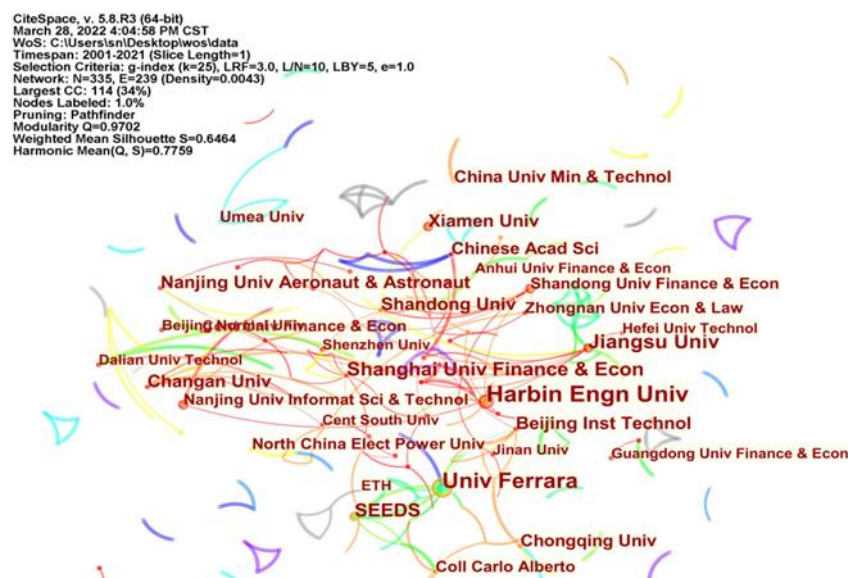 CiteSpace, v. 5.8.R3 (64-bit)
March 28, 2022 4:04:58 PM CST
WoS: C:\Users\sn\Desktop\wos\data
Timespan: 2001-2021 (Slice Length=1)
Selection Criteria: g-index (k=25), LRF=3.0, L/N=10, LBY=5, e=1.0
Network: N=335, E=239 (Density=0.0043)
Largest CC: 114 (34%)
Nodes Labeled: 1.0%
Pruning: Pathfinder
Modularity Q=0.9702
Weighted Mean Silhouette S=0.6464
Harmonic Mean(Q, S)=0.7759
China Univ Min & Technol
Umea Univ
Xiamen Univ
Chinese Acad Sci
Anhui Univ Finance & Econ
Nanjing Univ Aeronaut & Astronaut
Shandong Univ Finance & Econ
Shandong Univ
Zhongnan Univ Econ & Law
Beijing Normal Univ
Finance & Econ
Hefei Univ Technol
Jiangsu Univ
Shenzhen Univ
Dalian Univ Technol
Shanghai Univ Finance & Econ
Changan Univ
Harbin Engn Univ
Nanjing Univ Informat Sci & Technol
Cent South Univ
Beijing Inst Technol
North China Elect Power Univ
Jinan Univ
Guangdong Univ Finance & Econ
ETH
Univ Ferrara
SEEDS
Chongqing Univ
Coll Carlo Alberto